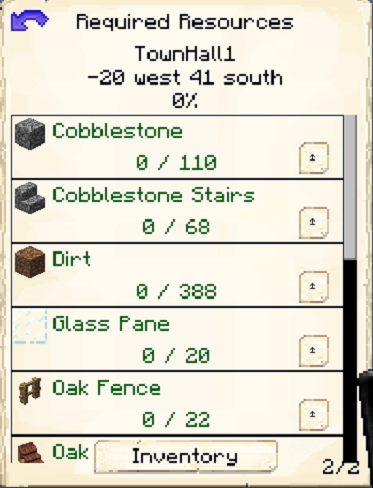 Required Resources
TownHall1
-20 west 41 south
0%
Cobblestone
0 / 110
±
Cobblestone Stairs
0 / 68
±
Dirt
0 / 388
±
Glass Pane
0 / 20
±
Oak Fence
0 / 22
±
Oak
Inventory
2/2